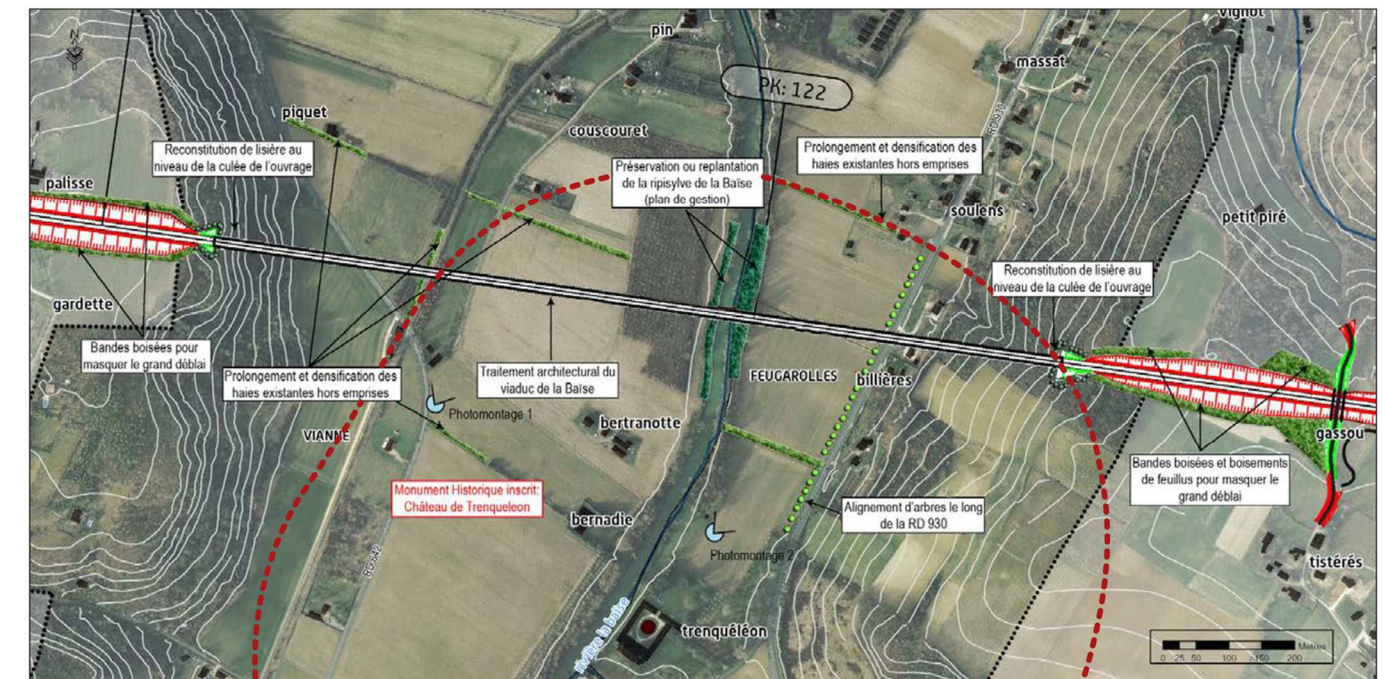 vignot
pin
N
massat
PK: 122
piquet
RD 930
couscouret
Reconstitution de lisière au
niveau de la culée de l'ouvrage
Prolongement et densification des
haies existantes hors emprises
Préservation ou replantation
de la ripisylve de la Baïse
(plan de gestion)
palisse
soulens
petit piré
Reconstitution de lisière au
niveau de la culée de l'ouvrage
gardette
Bandes boisées pour
masquer le grand déblai
Prolongement et densification des
haies existantes hors emprises
Traitement architectural du
viaduc de la Baïse
FEUGAROLLES
billières
Photomontage 1
bertranotte
VIANNE
gassou
Bandes boisées et boisements
de feuillus pour masquer le
grand déblai
Monument Historique inscrit:
Château de Trenqueleon
Alignement d'arbres le long
de la RD 930
bernadie
Photomontage 2
tistérés
rivière la baïse
trenquéléon
Mètres
0 25 50 100 150 200